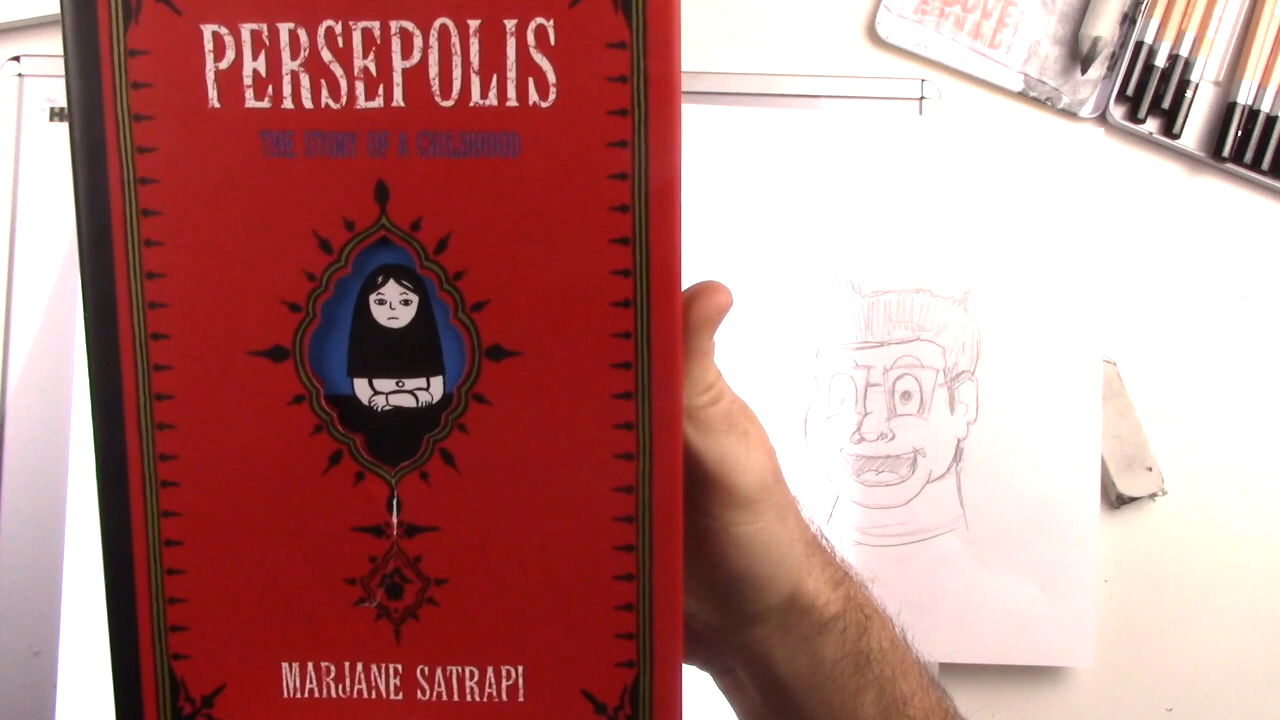 PERSEPOLIS
THE STORY OF A CHILDHOOD
MARJANE SATRAPI